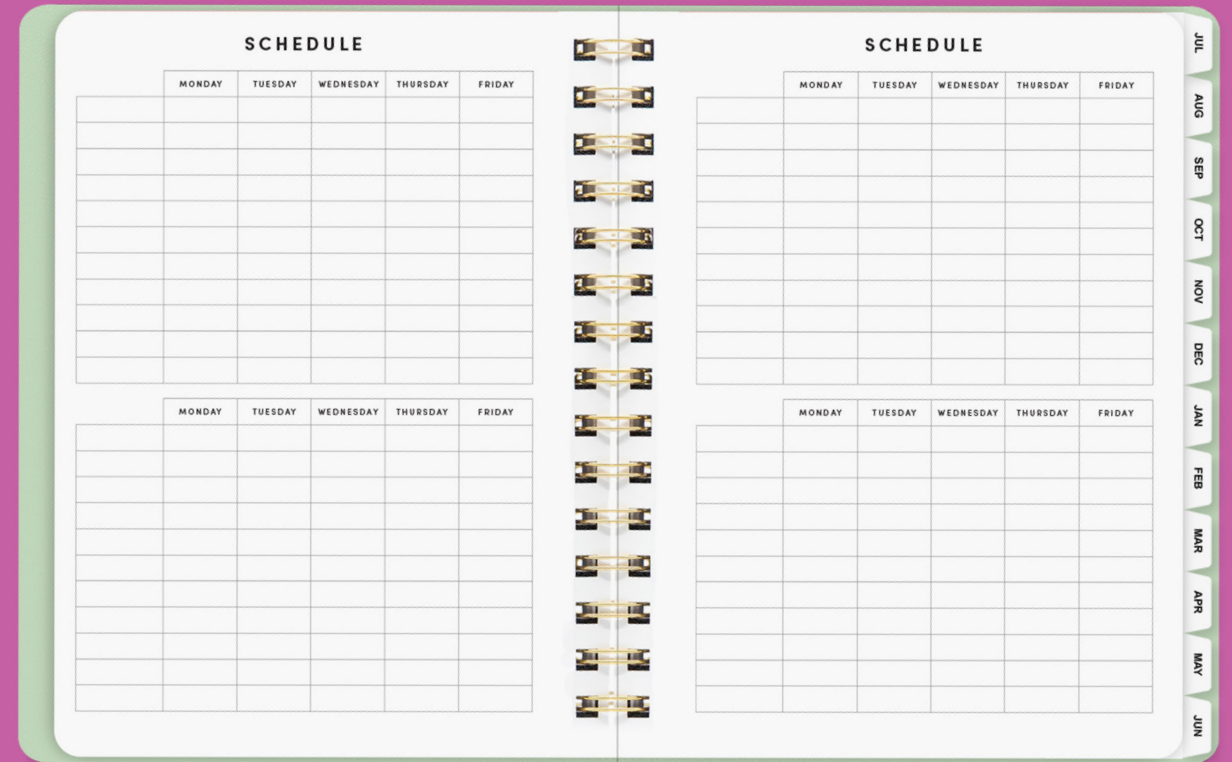 SCHEDULE
MONDAY TUESDAY WEDNESDAY THURSDAY FRIDAY
MONDAY TUESDAY WEDNESDAY THURSDAY FRIDAY
SCHEDULE
MONDAY TUESDAY WEDNESDAY THURSDAY FRIDAY
MONDAY TUESDAY WEDNESDAY THURSDAY FRIDAY
JUL
AUG
SEP
OCT
NOV
DEC
JAN
FEB
MAR
APR
MAY
JUN